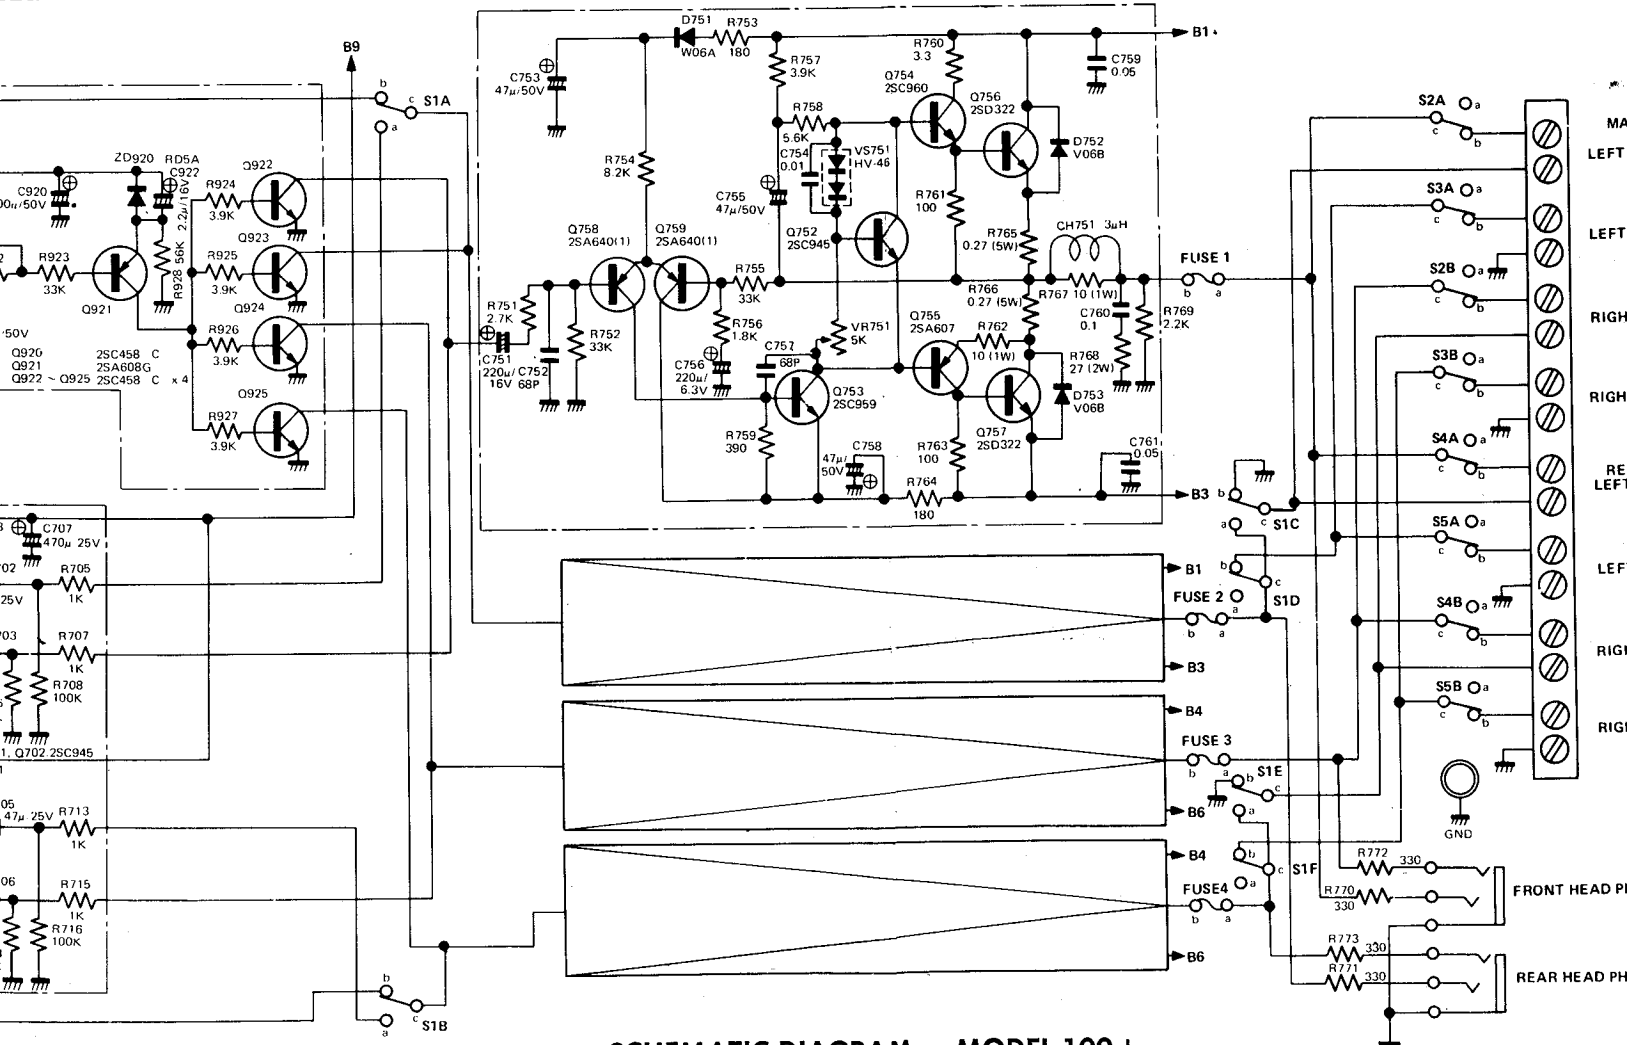 B9
b
c S1A
a
ZD920
RD5A
C922
2.2µ/16V
C920
R928 56K
R923
33K
Q921
R924
3.9K
Q922
Q923
R925
3.9K
Q924
R926
3.9K
Q925
R927
3.9K
Q920 2SC458 C
Q921 2SA608G
Q922 ~ Q925 2SC458 C x 4
C707
470µ 25V
R705
1K
25V
R707
1K
R708
100K
Q702.2SC945
47µ 25V
R713
1K
R715
1K
R716
100K
b
c
S1B
a
D751
W06A
R753
180
C753
47µ/50V
R757
3.9K
R754
8.2K
R758
5.6K
C754
0.01
VS751
HV-46
C755
47µ/50V
Q754
2SC960
R760
3.3
Q756
2SD322
D752
V06B
R761
100
C759
0.05
B1
Q758
2SA640(1)
Q759
2SA640(1)
Q752
2SC945
R765
0.27 (5W)
CH751 3µH
R755
33K
R751
2.7K
R752
33K
C751
220µ/
16V
C752
68P
R756
1.8K
C756
220µ/
6.3V
C757
68P
VR751
5K
Q755
2SA607
R762
10 (1W)
R766
0.27 (5W)
R767 10 (1W)
C760
0.1
R769
2.2K
R768
27 (2W)
D753
V06B
Q753
2SC959
R759
390
C758
47µ/
50V
R763
100
Q757
2SD322
C761
0.05
R764
180
B3
FUSE 1
b a
b
c S1C
a
B1
b
c
S1D
a
FUSE 2
b a
B3
B4
FUSE 3
b a
b S1E
c
a
B6
B4
b
c S1F
a
FUSE4
b a
B6
S2A a
c b
S3A a
c b
S2B a
c b
S3B a
c b
S4A a
c b
S5A a
c b
S4B a
c b
S5B a
c b
LEFT
LEFT
GND
R772 330
R770
330
FRONT HEAD
R773 330
R771 330
REAR HEAD
SCHEMATIC DIAGRAM MODEL 100+